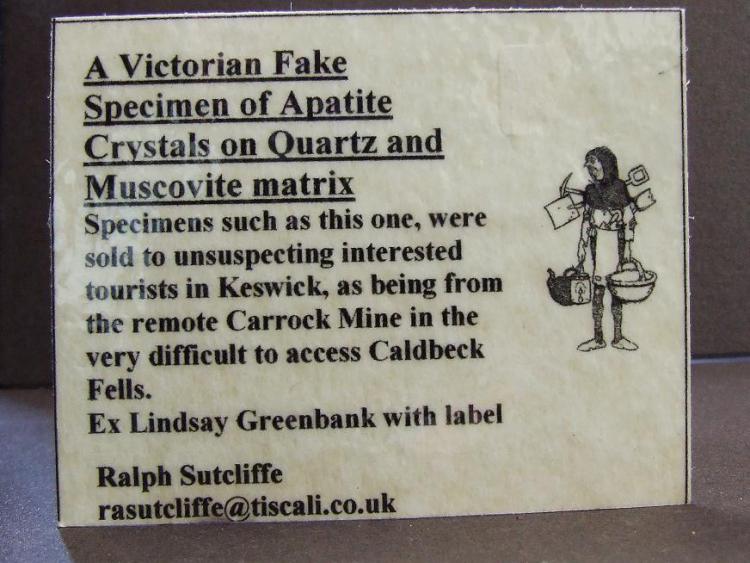 A Victorian Fake
Specimen of Apatite
Crystals on Quartz and
Muscovite matrix
Specimens such as this one, were
sold to unsuspecting interested
tourists in Keswick, as being from
the remote Carrock Mine in the
very difficult to access Caldbeck
Fells.
Ex Lindsay Greenbank with label
Ralph Sutcliffe
rasutcliffe@tiscali.co.uk